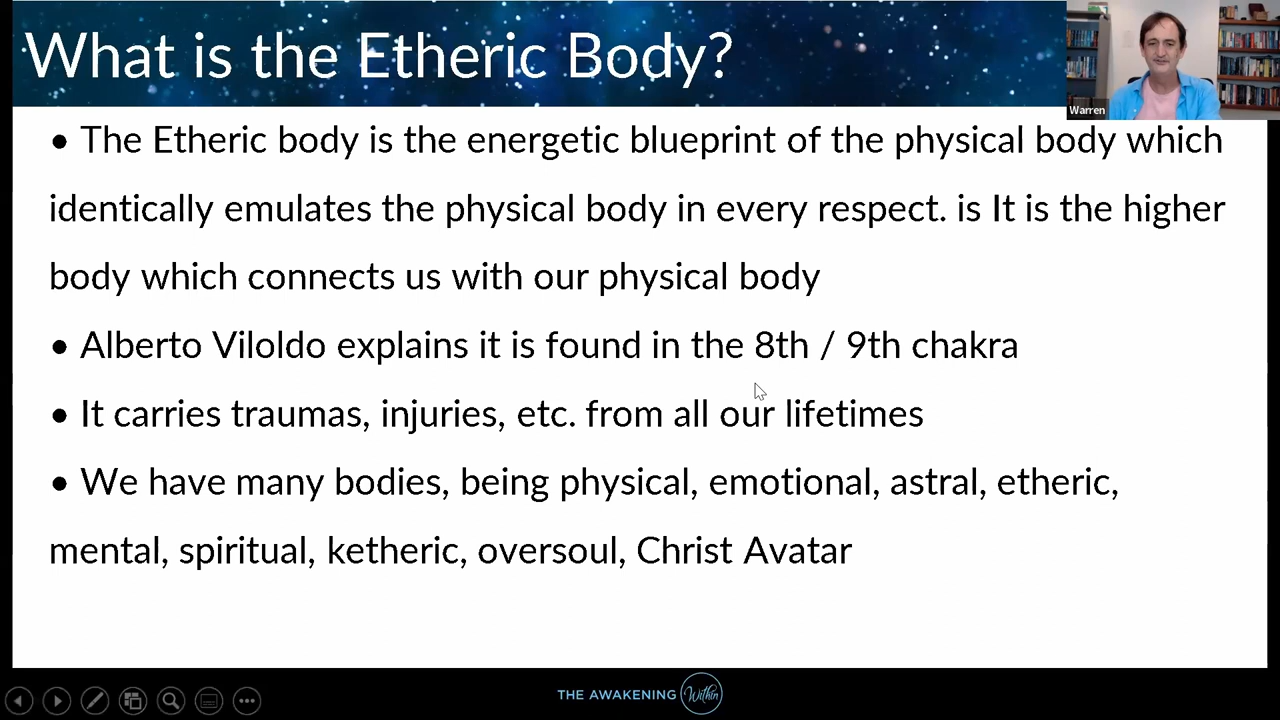 What is the Etheric Body?
Warren
• The Etheric body is the energetic blueprint of the physical body which
identically emulates the physical body in every respect. is It is the higher
body which connects us with our physical body
• Alberto Viloldo explains it is found in the 8th / 9th chakra
• It carries traumas, injuries, etc. from all our lifetimes
• We have many bodies, being physical, emotional, astral, etheric,
mental, spiritual, ketheric, oversoul, Christ Avatar
THE AWAKENING Within